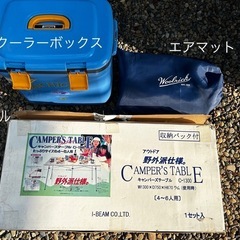 クーラーボックス
エアマット
Woolrich
ル
収納バック付
アウトドア
野外派仕様。
CAMPER'S TABLE
キャンパーズテーブル C-1300
【4〜6人用】
野外派仕様。
CAMPER'S TABLE
I-BEAM CO.,LTD.
1セット入